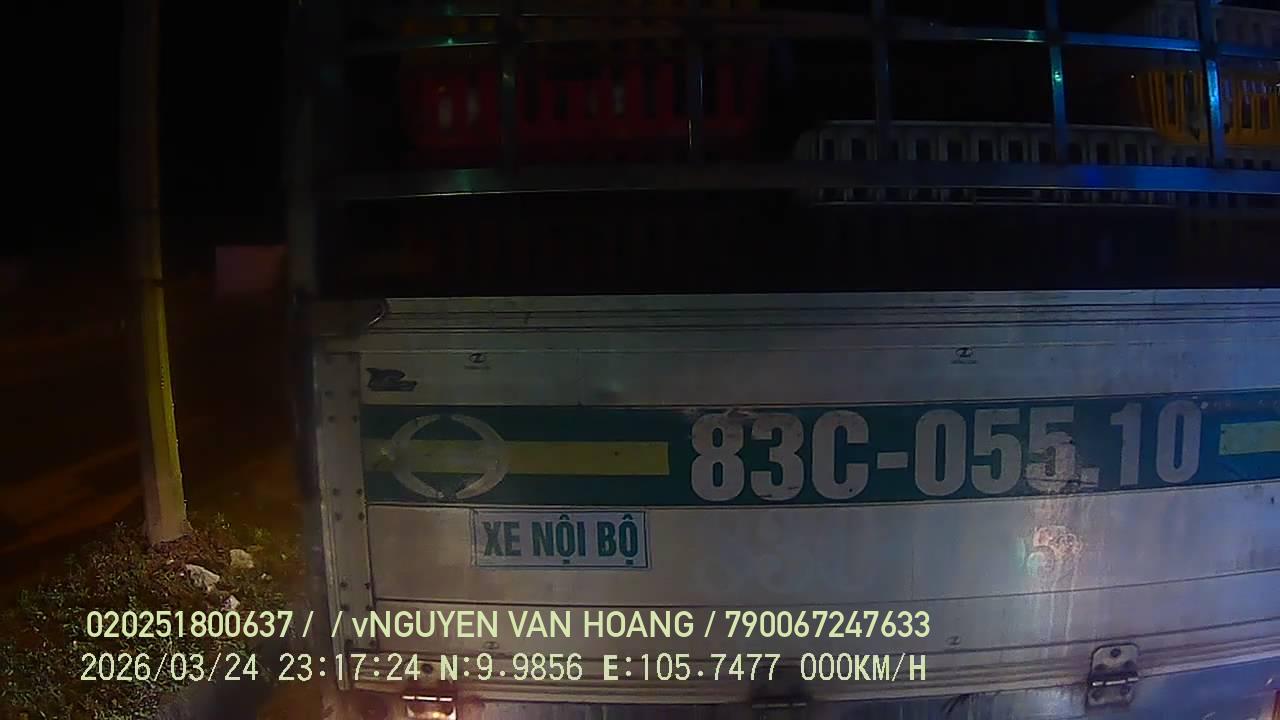 83C-055.10
XE NỘI BỘ
020251800637 / / vNGUYEN VAN HOANG / 790067247633
2026/03/24 23:17:24 N:9.9856 E:105.7477 000KM/H